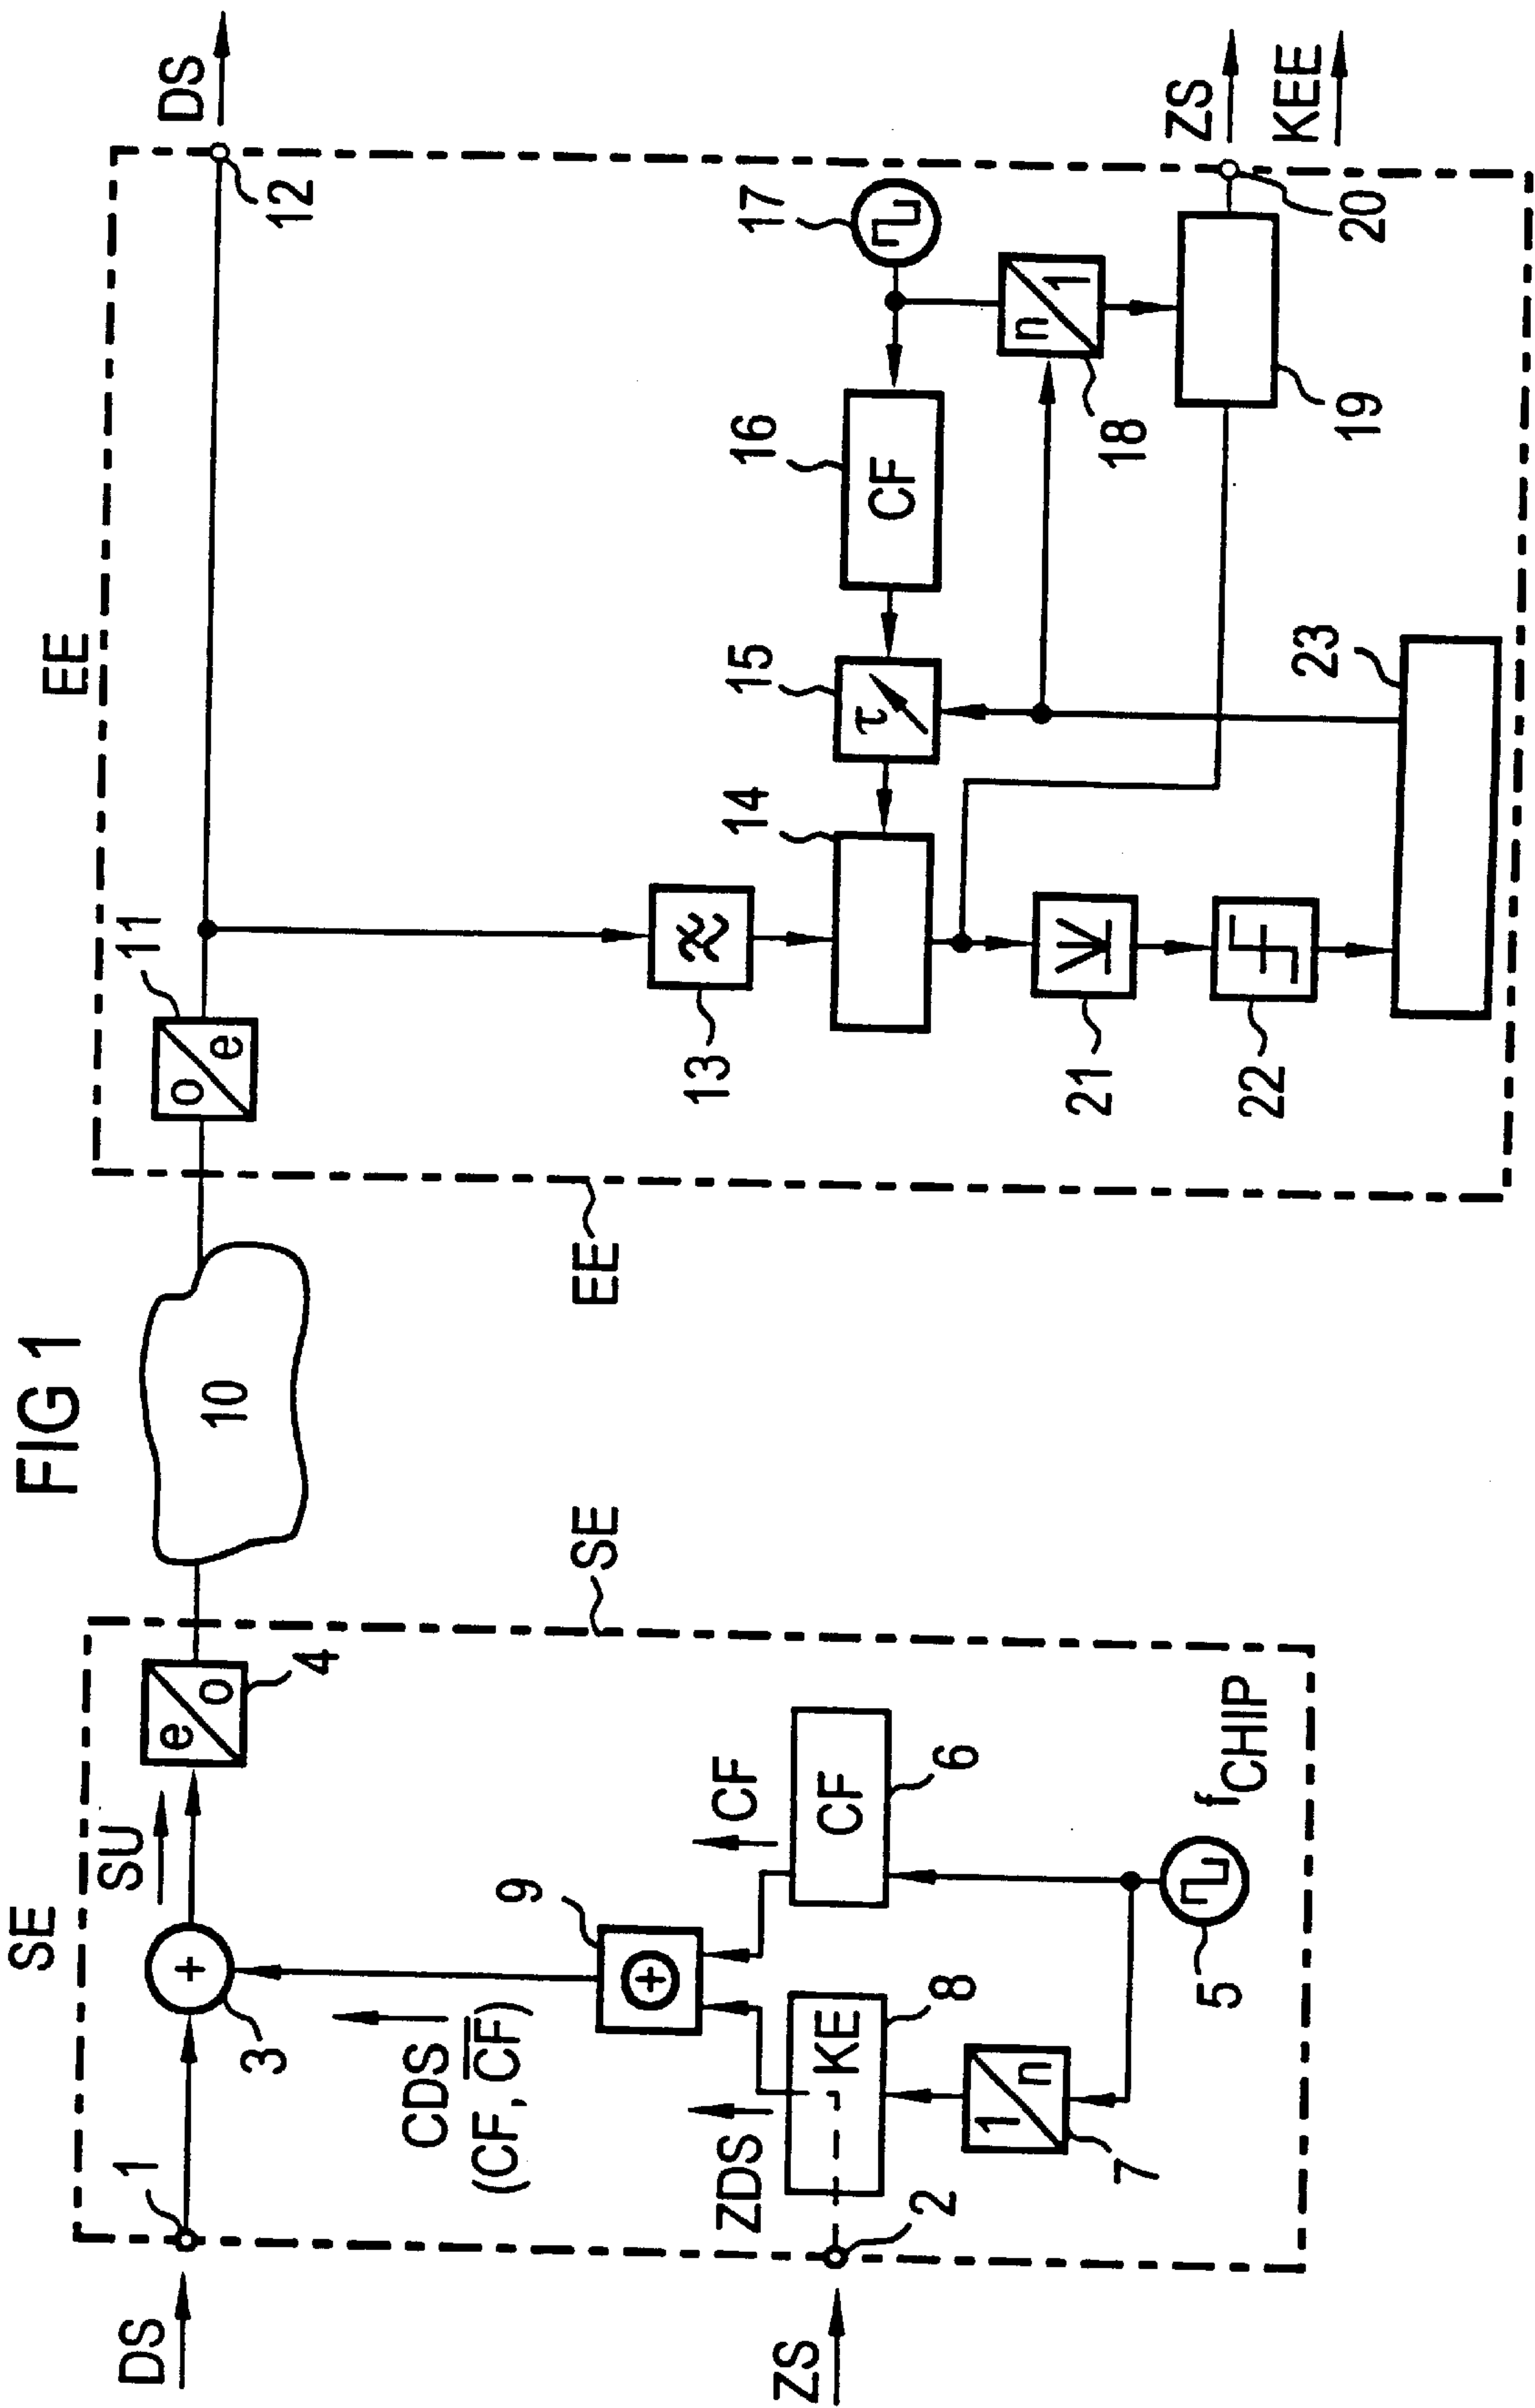 FIG 1
SE
EE
DS
1
3
+
SU
e
o
4
10
o
e
11
12
DS
CDS
(CF, C̅F̅)
9
+
SE
EE
13
≈
14
15
τ
16
CF
17
ZS
2
ZDS
KE
8
CF
CF
6
1
n
7
5
fCHIP
21
22
23
n
1
18
19
20
ZS
KEE